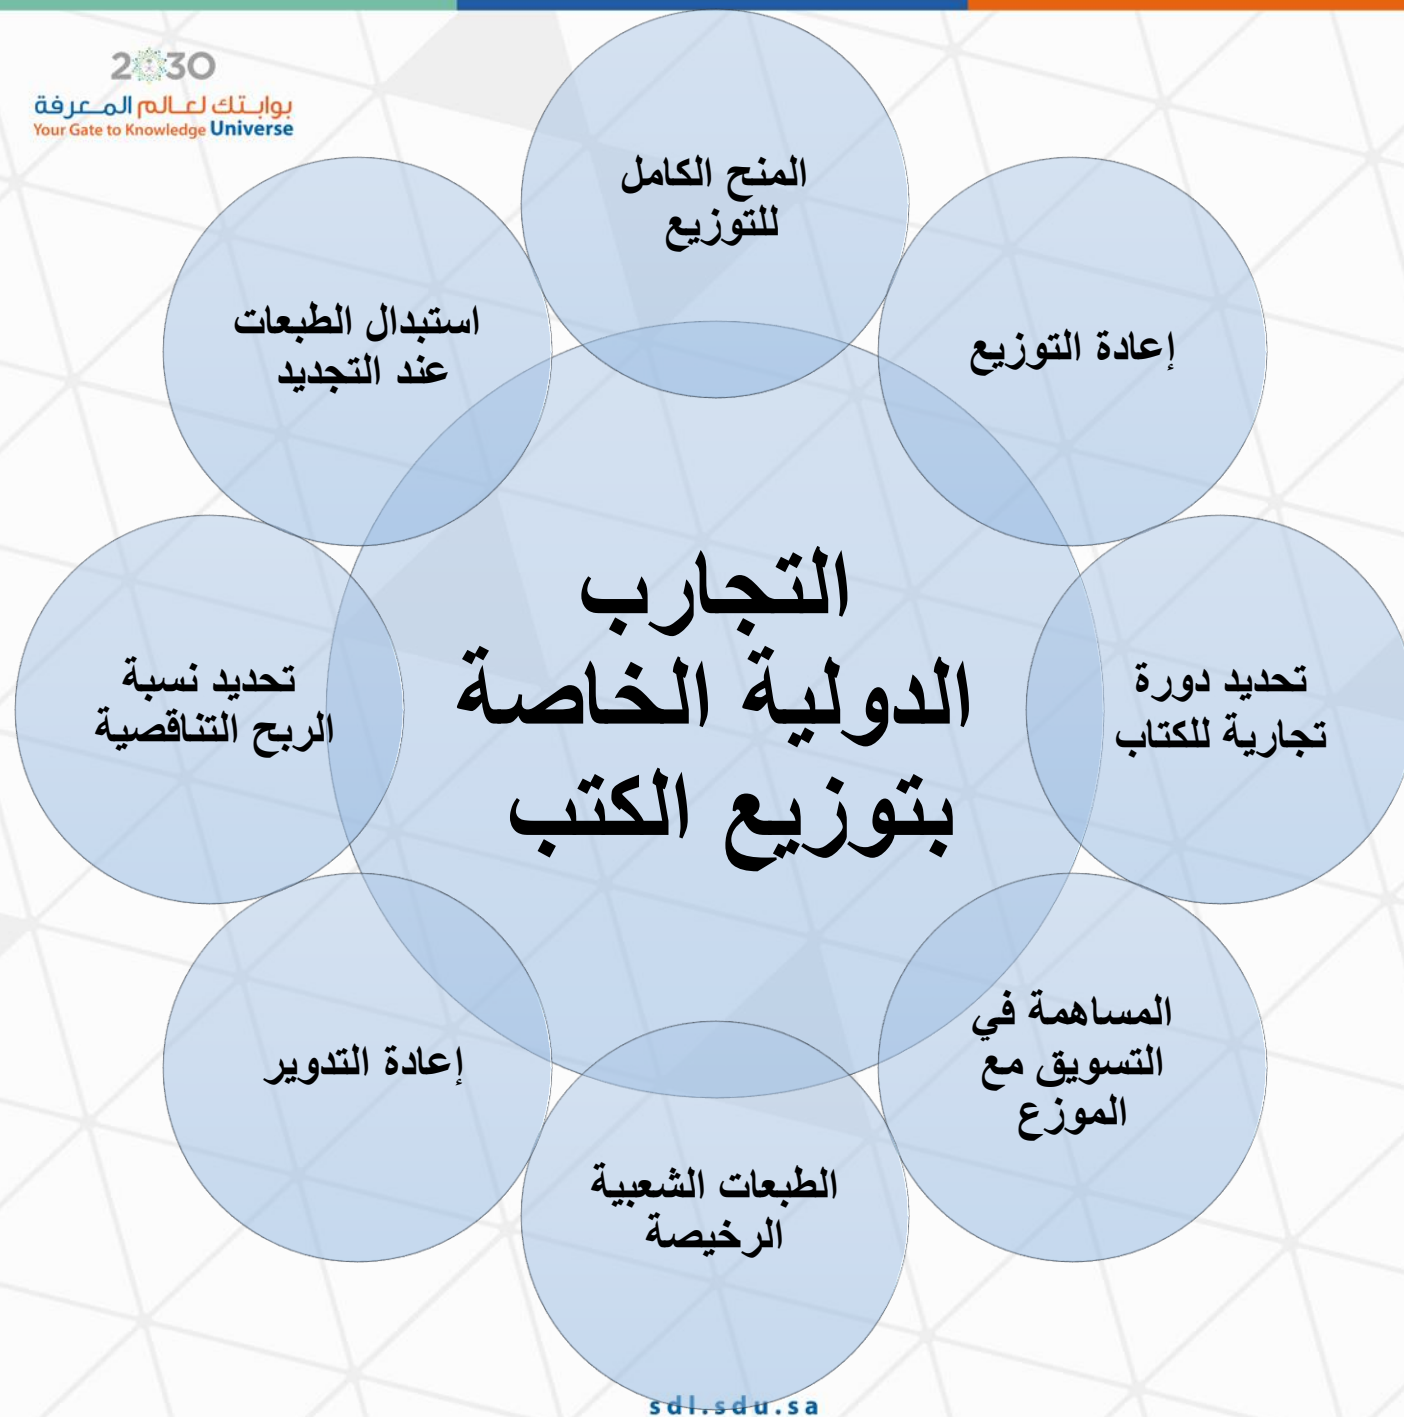 2030
بوابتك لعالم المعرفة
Your Gate to Knowledge Universe
المنح الكامل
للتوزيع
إعادة التوزيع
تحديد دورة
تجارية للكتاب
المساهمة في
التسويق مع
الموزع
الطبعات الشعبية
الرخيصة
إعادة التدوير
تحديد نسبة
الربح التناقصية
استبدال الطبعات
عند التجديد
التجارب
الدولية الخاصة
بتوزيع الكتب
sdl.sdu.sa